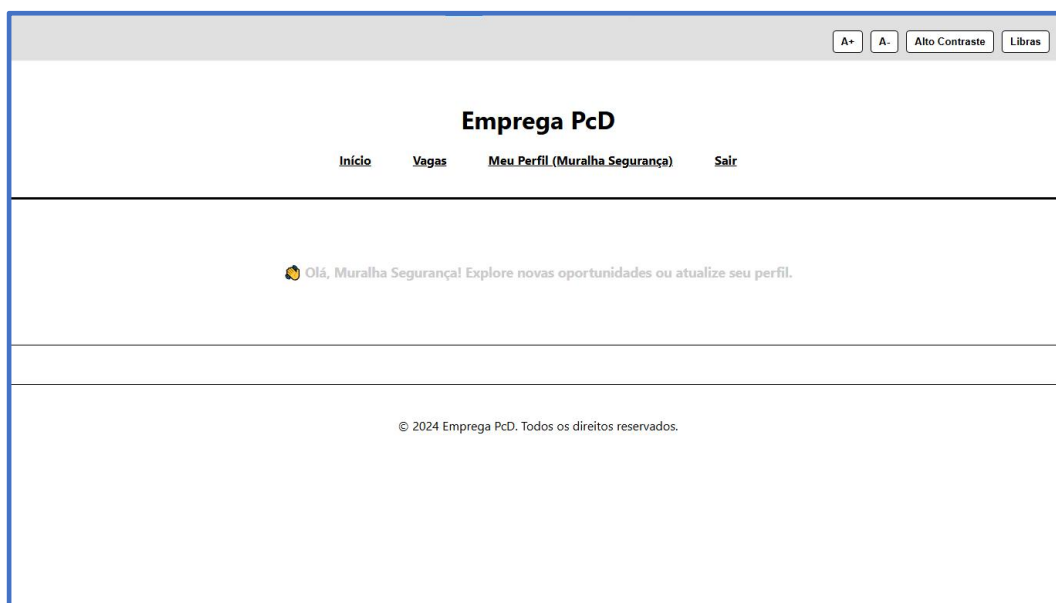 A+ A- Alto Contraste Libras
Emprega PcD
Início Vagas Meu Perfil (Muralha Segurança) Sair
👋 Olá, Muralha Segurança! Explore novas oportunidades ou atualize seu perfil.
© 2024 Emprega PcD. Todos os direitos reservados.